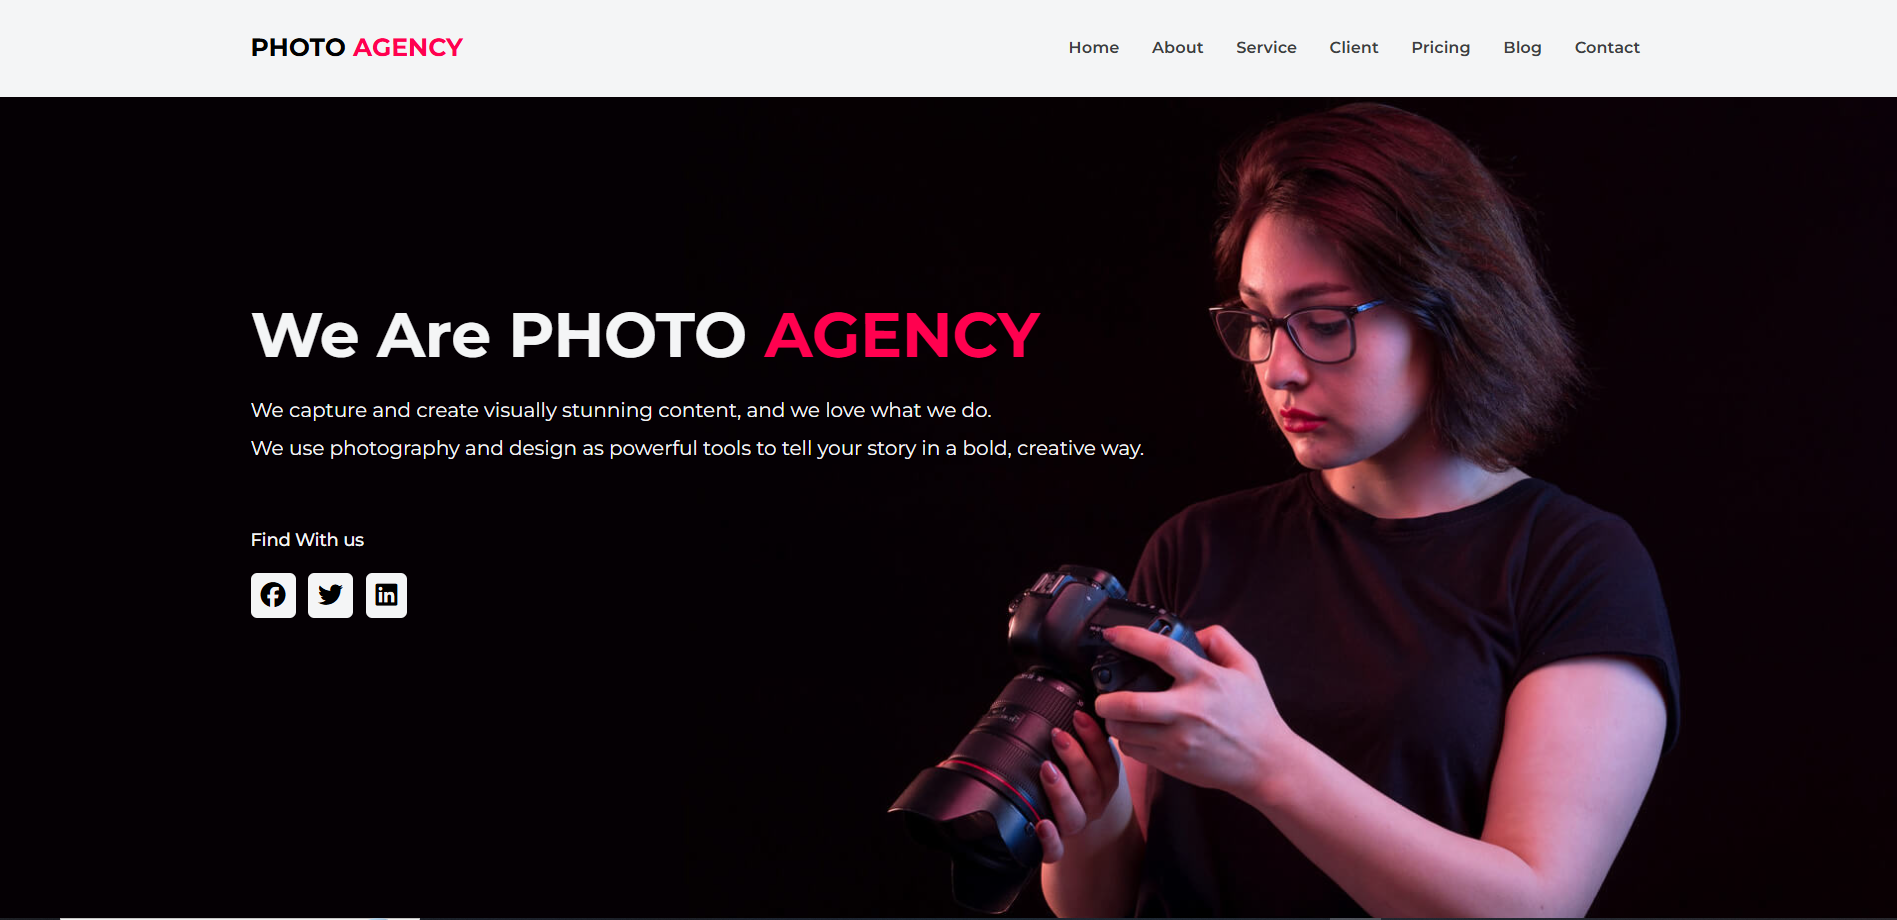 PHOTO AGENCY
Home About Service Client Pricing Blog Contact
We Are PHOTO AGENCY
We capture and create visually stunning content, and we love what we do.
We use photography and design as powerful tools to tell your story in a bold, creative way.
Find With us